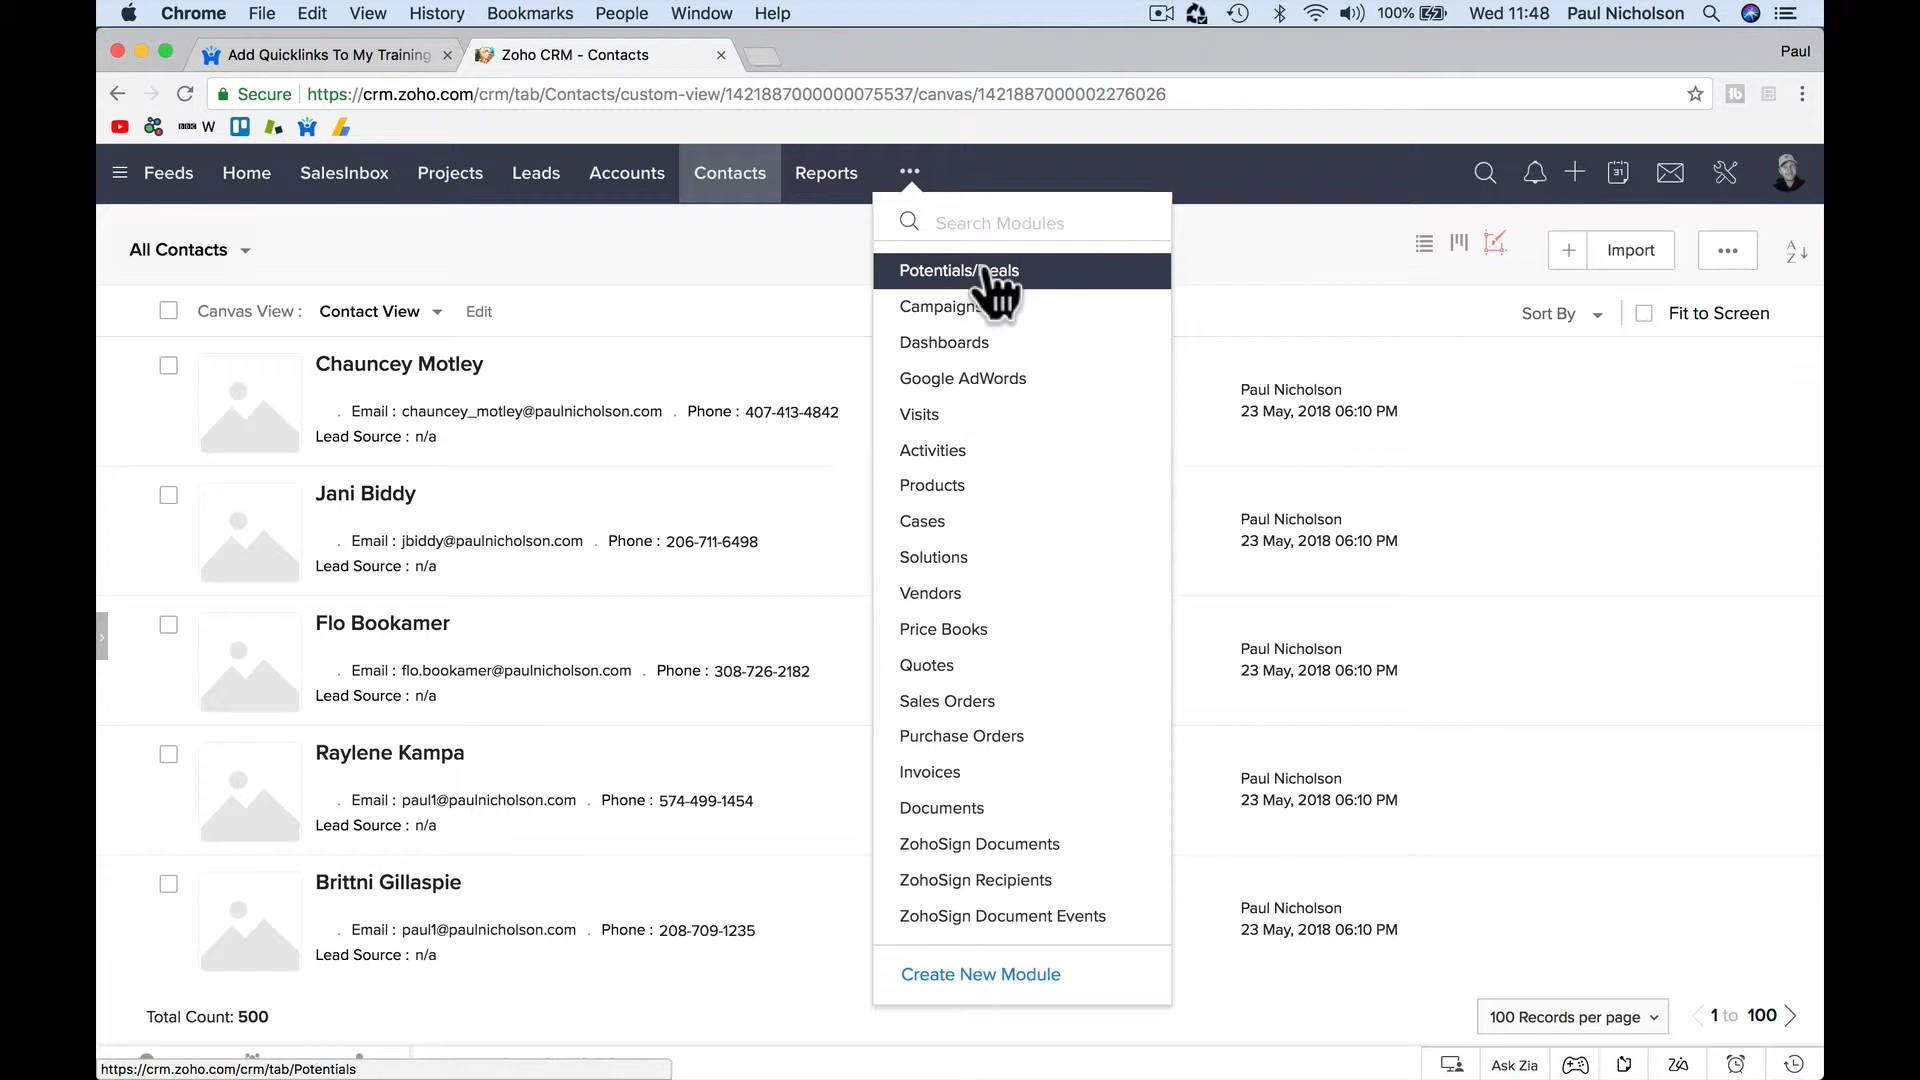 Chrome File Edit View History Bookmarks People Window Help 100% Wed 11:48 Paul Nicholson
Add Quicklinks To My Training Zoho CRM - Contacts Paul
Secure https://crm.zoho.com/crm/tab/Contacts/custom-view/1421887000000075537/canvas/1421887000002276026
BBC W
Feeds Home SalesInbox Projects Leads Accounts Contacts Reports ••• 31
Search Modules
All Contacts Import •••
A
Z
Potentials/Deals
Campaigns
Dashboards
Google AdWords
Visits
Activities
Products
Cases
Solutions
Vendors
Price Books
Quotes
Sales Orders
Purchase Orders
Invoices
Documents
ZohoSign Documents
ZohoSign Recipients
ZohoSign Document Events
Create New Module
Canvas View : Contact View Edit Sort By Fit to Screen
Chauncey Motley
. Email : chauncey_motley@paulnicholson.com . Phone : 407-413-4842
Lead Source : n/a
Paul Nicholson
23 May, 2018 06:10 PM
Jani Biddy
. Email : jbiddy@paulnicholson.com . Phone : 206-711-6498
Lead Source : n/a
Paul Nicholson
23 May, 2018 06:10 PM
Flo Bookamer
. Email : flo.bookamer@paulnicholson.com . Phone : 308-726-2182
Lead Source : n/a
Paul Nicholson
23 May, 2018 06:10 PM
Raylene Kampa
. Email : paul1@paulnicholson.com . Phone : 574-499-1454
Lead Source : n/a
Paul Nicholson
23 May, 2018 06:10 PM
Brittni Gillaspie
. Email : paul1@paulnicholson.com . Phone : 208-709-1235
Lead Source : n/a
Paul Nicholson
23 May, 2018 06:10 PM
Total Count: 500 100 Records per page 1 to 100
https://crm.zoho.com/crm/tab/Potentials Ask Zia